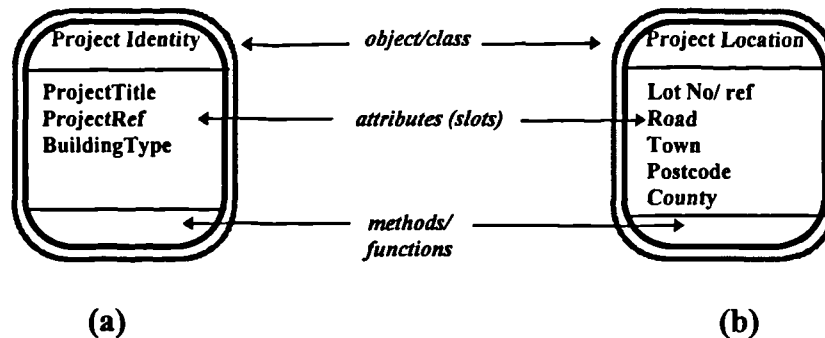 Project Identity
ProjectTitle
ProjectRef
BuildingType
object/class
attributes (slots)
methods/
functions
Project Location
Lot No/ ref
Road
Town
Postcode
County
(a)
(b)